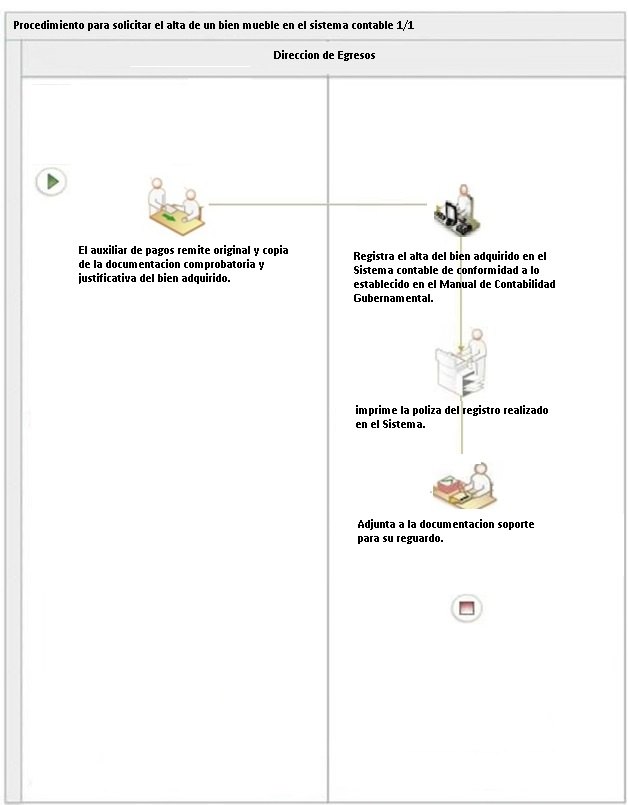 Procedimiento para solicitar el alta de un bien mueble en el sistema contable 1/1
Direccion de Egresos
El auxiliar de pagos remite original y copia
de la documentacion comprobatoria y
justificativa del bien adquirido.
Registra el alta del bien adquirido en el
Sistema contable de conformidad a lo
establecido en el Manual de Contabilidad
Gubernamental.
imprime la poliza del registro realizado
en el Sistema.
Adjunta a la documentacion soporte
para su reguardo.